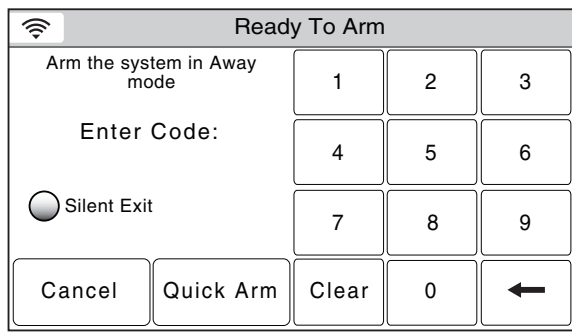 Ready To Arm
Arm the system in Away
mode
Enter Code:
Silent Exit
1 2 3
4 5 6
7 8 9
Cancel Quick Arm Clear 0